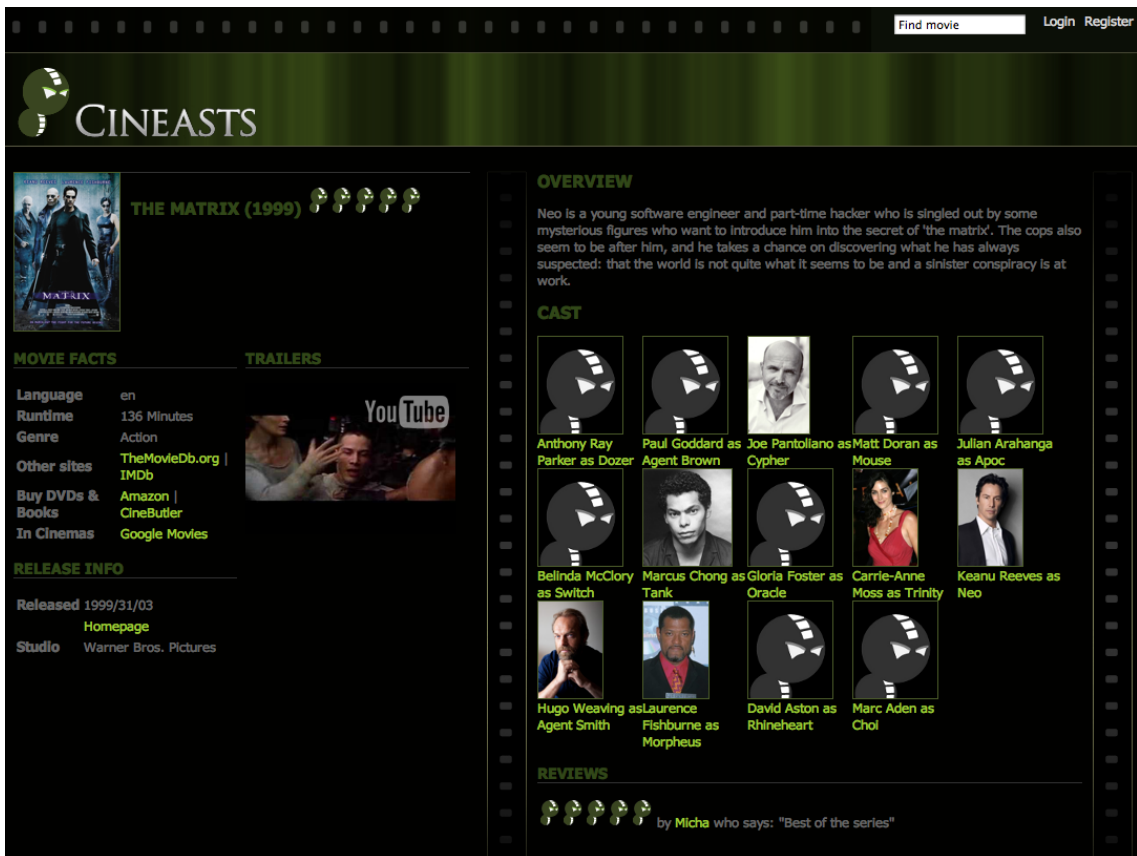 Find movie
Login Register
CINEASTS
THE MATRIX (1999)
MATRIX
MOVIE FACTS
Language en
Runtime 136 Minutes
Genre Action
Other sites TheMovieDb.org |
IMDb
Buy DVDs & Amazon |
Books CineButler
In Cinemas Google Movies
TRAILERS
YouTube
RELEASE INFO
Released 1999/31/03
Homepage
Studio Warner Bros. Pictures
OVERVIEW
Neo is a young software engineer and part-time hacker who is singled out by some
mysterious figures who want to introduce him into the secret of 'the matrix'. The cops also
seem to be after him, and he takes a chance on discovering what he has always
suspected: that the world is not quite what it seems to be and a sinister conspiracy is at
work.
CAST
Anthony Ray
Parker as Dozer
Paul Goddard as
Agent Brown
Joe Pantoliano as
Cypher
Matt Doran as
Mouse
Julian Arahanga
as Apoc
Belinda McClory
as Switch
Marcus Chong as
Tank
Gloria Foster as
Oracle
Carrie-Anne
Moss as Trinity
Keanu Reeves as
Neo
Hugo Weaving as
Agent Smith
Laurence
Fishburne as
Morpheus
David Aston as
Rhineheart
Marc Aden as
Choi
REVIEWS
by Micha who says: "Best of the series"